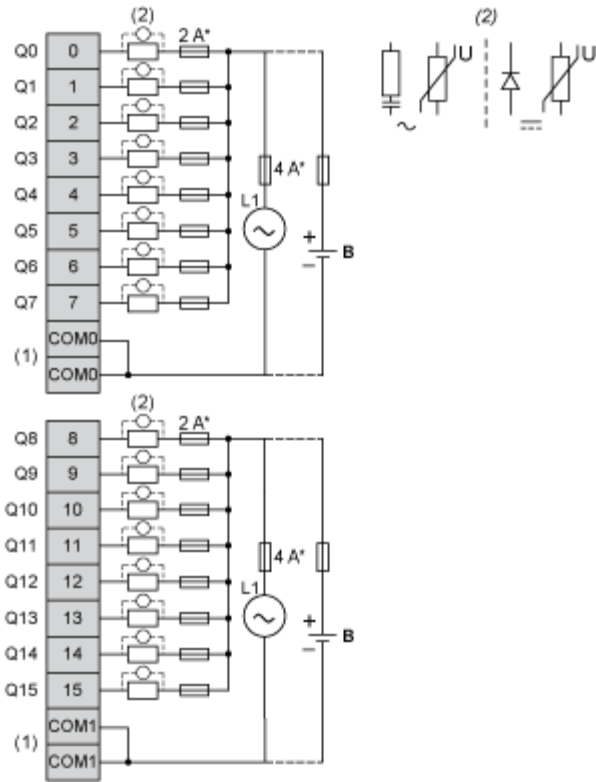 (2)
(2)
Q0 0 2 A*
U U
Q1 1
Q2 2
Q3 3
Q4 4 4 A*
L1
Q5 5
~
+
Q6 6 ~
− B
Q7 7
COM0
(1)
COM0
(2)
Q8 8 2 A*
Q9 9
Q10 10
Q11 11 4 A*
Q12 12
L1
Q13 13 ~
+
Q14 14
− B
Q15 15
COM1
(1)
COM1